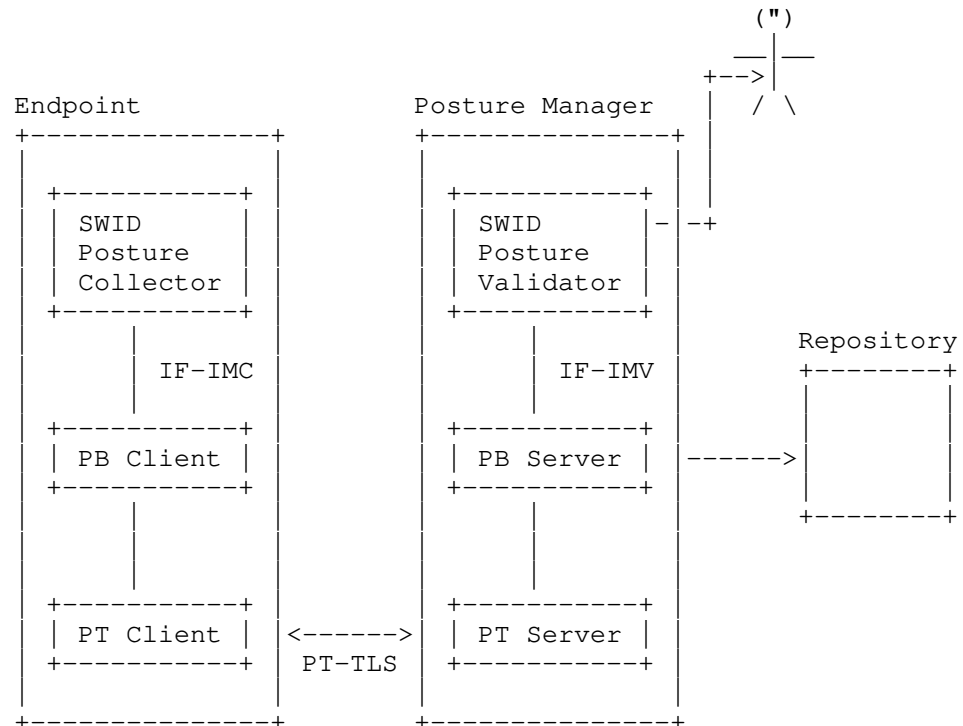 (")
Endpoint Posture Manager
SWID SWID
Posture Posture
Collector Validator
Repository
IF-IMC IF-IMV
PB Client PB Server
PT Client <------> PT Server
PT-TLS